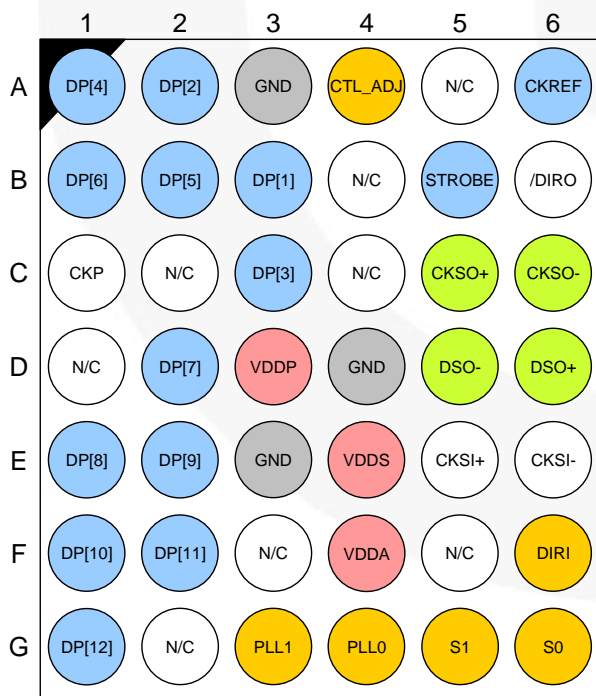 1 2 3 4 5 6
A DP[4] DP[2] GND CTL_ADJ N/C CKREF
B DP[6] DP[5] DP[1] N/C STROBE /DIRO
C CKP N/C DP[3] N/C CKSO+ CKSO-
D N/C DP[7] VDDP GND DSO- DSO+
E DP[8] DP[9] GND VDDS CKSI+ CKSI-
F DP[10] DP[11] N/C VDDA N/C DIRI
G DP[12] N/C PLL1 PLL0 S1 S0